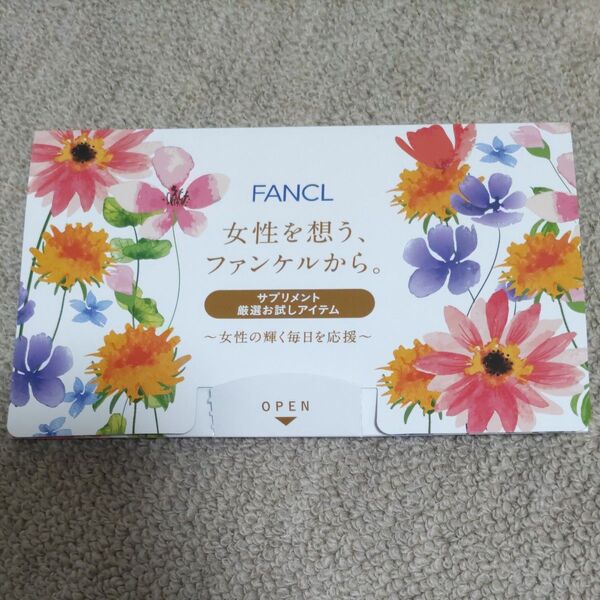 FANCL
女性を想う、
ファンケルから。
サプリメント
厳選お試しアイテム
～女性の輝く毎日を応援～
OPEN